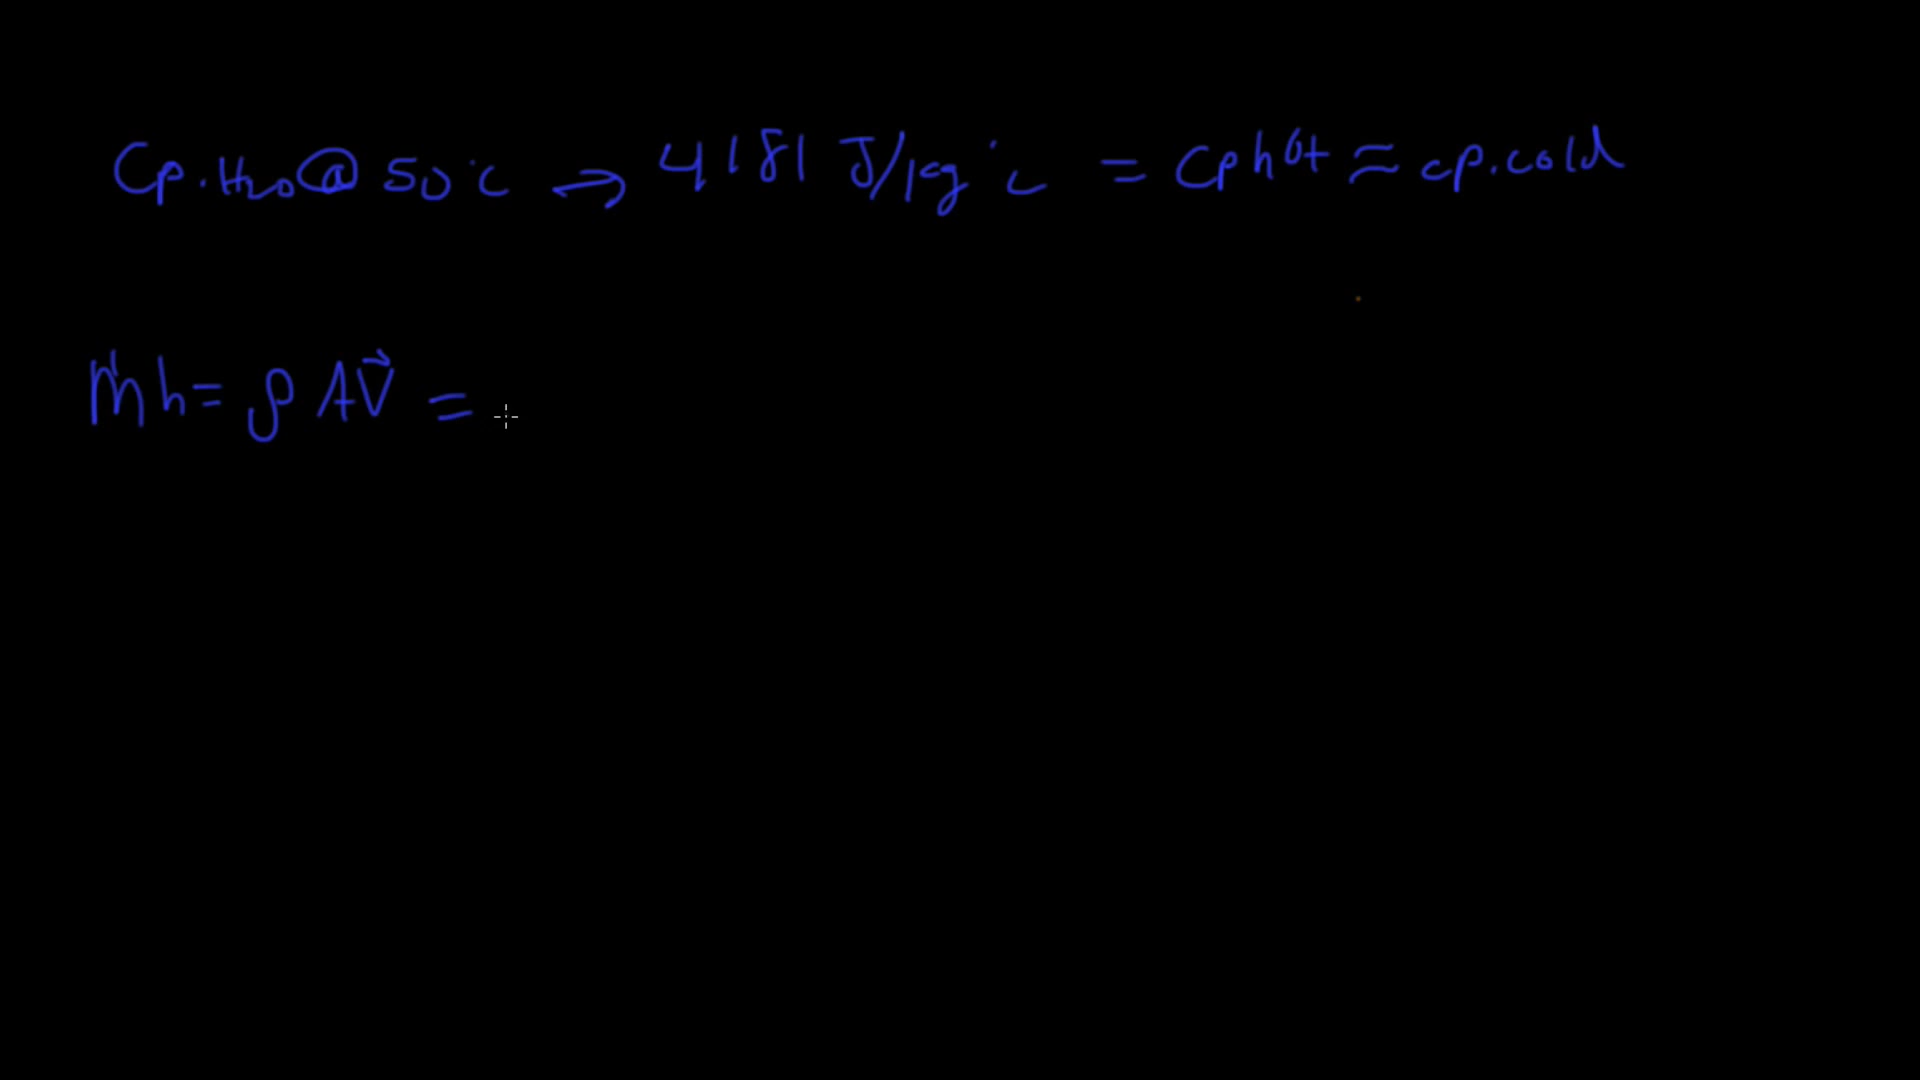 Cp.H₂O@ 50°C → 4181 J/kg°C = Cp hot ≈ cp.cold
ṁh = ρAV⃗ =